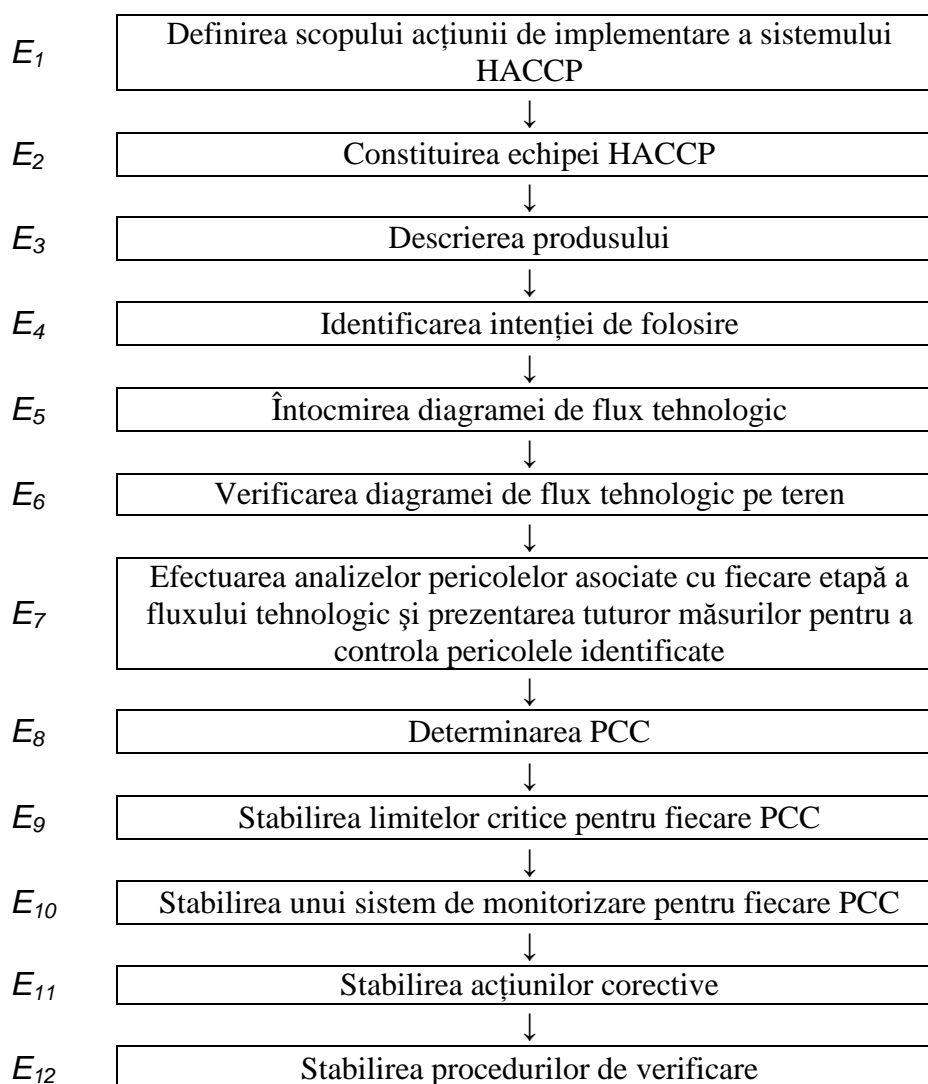 E1 Definirea scopului acțiunii de implementare a sistemului
HACCP
↓
E2 Constituirea echipei HACCP
↓
E3 Descrierea produsului
↓
E4 Identificarea intenției de folosire
↓
E5 Întocmirea diagramei de flux tehnologic
↓
E6 Verificarea diagramei de flux tehnologic pe teren
↓
Efectuarea analizelor pericolelor asociate cu fiecare etapă a
E7 fluxului tehnologic şi prezentarea tuturor măsurilor pentru a
controla pericolele identificate
↓
E8 Determinarea PCC
↓
E9 Stabilirea limitelor critice pentru fiecare PCC
↓
E10 Stabilirea unui sistem de monitorizare pentru fiecare PCC
↓
E11 Stabilirea acțiunilor corective
↓
E12 Stabilirea procedurilor de verificare